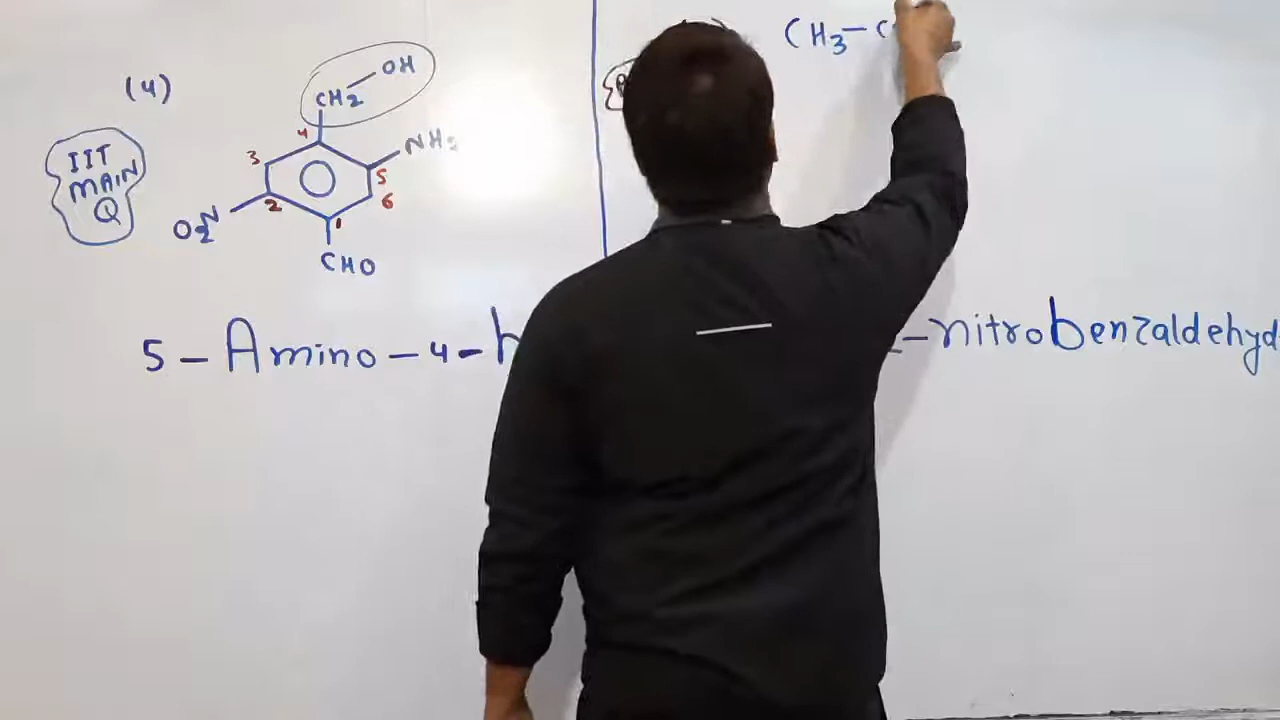 (4)
IIT
MAIN
Q
CH2
OH
NH2
O2N
CHO
4
3
5
2
6
1
5 - Amino - 4 - h
- nitrobenzaldehyd
CH3 - C